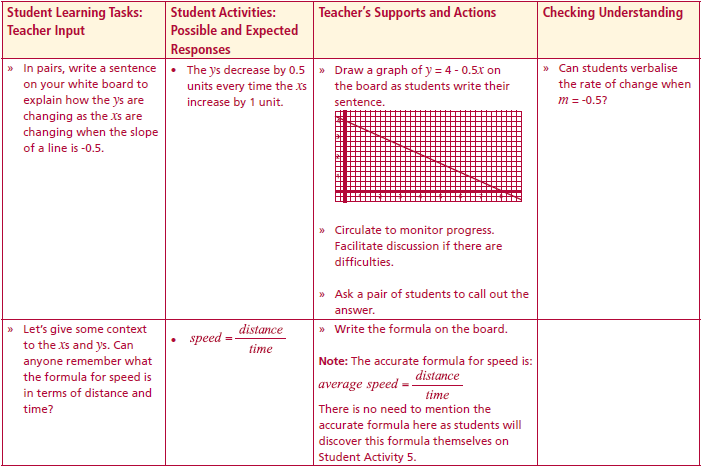 Student Learning Tasks:
Teacher Input
Student Activities:
Possible and Expected
Responses
Teacher's Supports and Actions
Checking Understanding
» In pairs, write a sentence
on your white board to
explain how the ys are
changing as the xs are
changing when the slope
of a line is -0.5.
• The ys decrease by 0.5
units every time the xs
increase by 1 unit.
» Draw a graph of y = 4 - 0.5x on
the board as students write their
sentence.
» Circulate to monitor progress.
Facilitate discussion if there are
difficulties.
» Ask a pair of students to call out the
answer.
» Can students verbalise
the rate of change when
m = -0.5?
» Let's give some context
to the xs and ys. Can
anyone remember what
the formula for speed is
in terms of distance and
time?
• speed = distance
time
» Write the formula on the board.
Note: The accurate formula for speed is:
average speed = distance
time
There is no need to mention the
accurate formula here as students will
discover this formula themselves on
Student Activity 5.